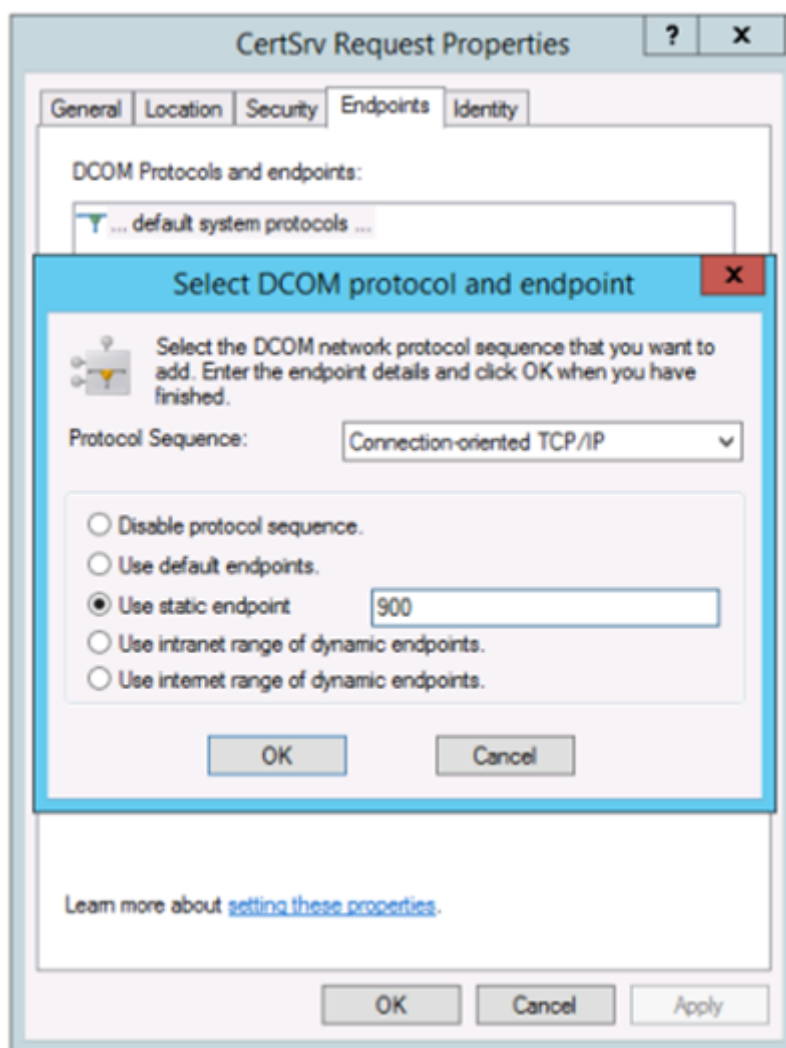 CertSrv Request Properties
?
x
General
Location
Security
Endpoints
Identity
DCOM Protocols and endpoints:
... default system protocols ...
Select DCOM protocol and endpoint
x
Select the DCOM network protocol sequence that you want to
add. Enter the endpoint details and click OK when you have
finished.
Protocol Sequence:
Connection-oriented TCP/IP
Disable protocol sequence.
Use default endpoints.
Use static endpoint
900
Use intranet range of dynamic endpoints.
Use internet range of dynamic endpoints.
OK
Cancel
Learn more about setting these properties.
OK
Cancel
Apply